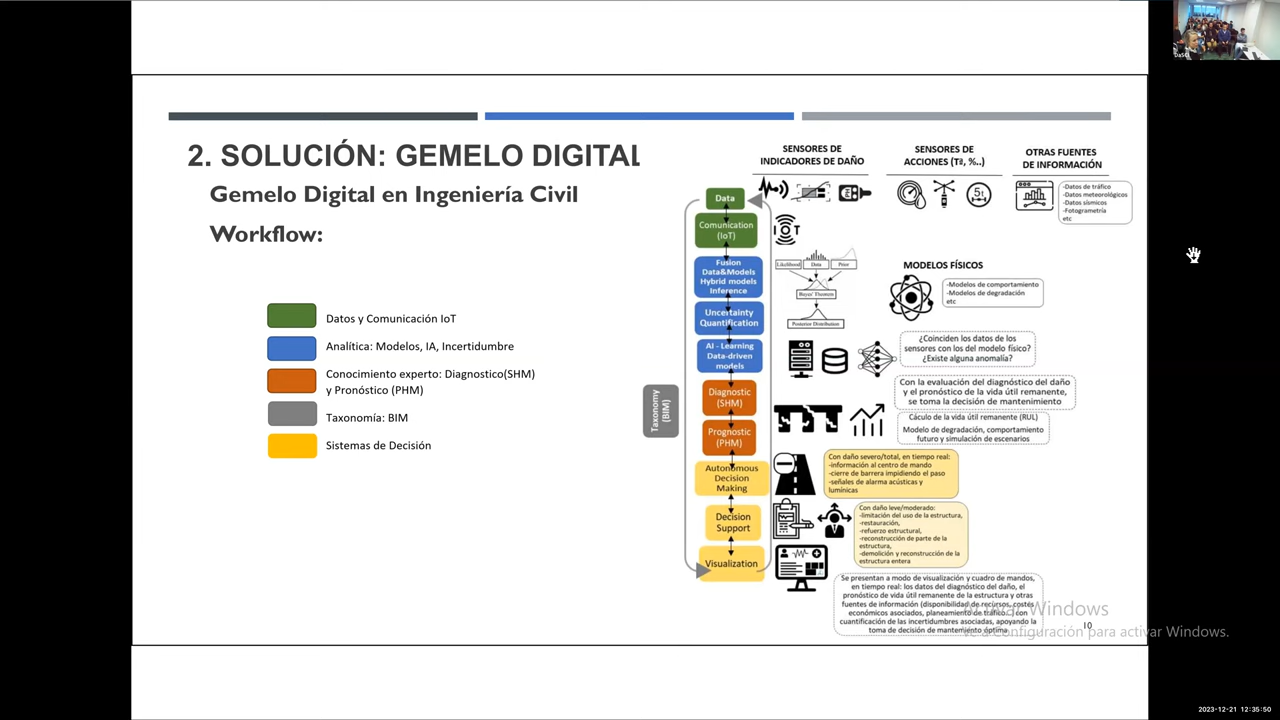 2. SOLUCIÓN: GEMELO DIGITAL
Gemelo Digital en Ingeniería Civil
Workflow:
Datos y Comunicación IoT
Analítica: Modelos, IA, Incertidumbre
Conocimiento experto: Diagnostico(SHM)
y Pronóstico (PHM)
Taxonomía: BIM
Sistemas de Decisión
Taxonomy
(BIM)
Data
Comunication
(IoT)
Fusion
Data&Models
Hybrid models
Inference
Uncertainty
Quantification
AI - Learning
Data-driven
models
Diagnostic
(SHM)
Prognostic
(PHM)
Autonomous
Decision
Making
Decision
Support
Visualization
SENSORES DE
INDICADORES DE DAÑO
SENSORES DE
ACCIONES (Tª, %..)
OTRAS FUENTES
DE INFORMACIÓN
-Datos de tráfico
-Datos meteorológicos
-Datos sísmicos
-Fotogrametría
etc
IOT
Likelihood
Data
Prior
Bayes' Theorem
Posterior Distribution
MODELOS FÍSICOS
-Modelos de comportamiento
-Modelos de degradación
etc
¿Coinciden los datos de los
sensores con los del modelo físico?
¿Existe alguna anomalía?
Con la evaluación del diagnóstico del daño
y el pronóstico de la vida útil remanente,
se toma la decisión de mantenimiento
Cáculo de la vida útil remanente (RUL)
Modelo de degradación, comportamiento
futuro y simulación de escenarios
Con daño severo/total, en tiempo real:
-información al centro de mando
-cierre de barrera impidiendo el paso
-señales de alarma acústicas y
lumínicas
Con daño leve/moderado:
-limitación del uso de la estructura,
-restauración,
-refuerzo estructural,
-reconstrucción de parte de la
estructura,
-demolición y reconstrucción de la
estructura entera
Se presentan a modo de visualización y cuadro de mandos,
en tiempo real: los datos del diagnóstico del daño, el
pronóstico de vida útil remanente de la estructura y otras
fuentes de información (disponibilidad de recursos, costes
económicos asociados, planeamiento de tráfico...) con
cuantificación de las incertidumbres asociadas, apoyando la
toma de decisión de mantenimiento óptima
10
Activar Windows
Ve a Configuración para activar Windows.
DaSCI
2023-12-21 12:35:50